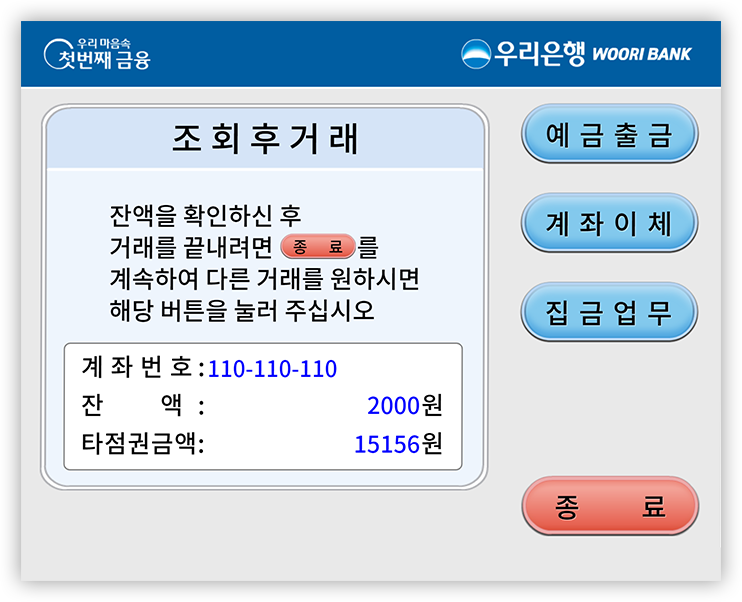 우리 마음속
첫번째 금융
우리은행 WOORI BANK
조회후거래
잔액을 확인하신 후
거래를 끝내려면 종 료 를
계속하여 다른 거래를 원하시면
해당 버튼을 눌러 주십시오
계 좌 번 호 : 110-110-110
잔 액 : 2000원
타점권금액: 15156원
예 금 출 금
계 좌 이 체
집 금 업 무
종 료